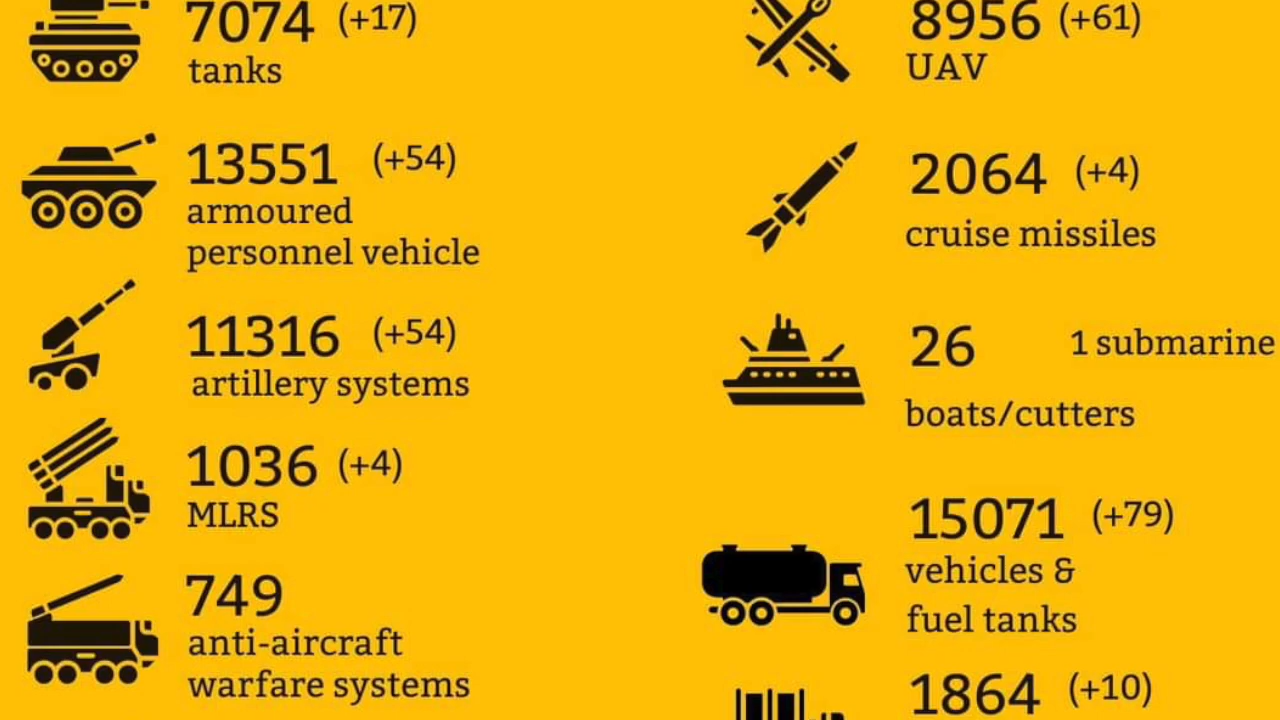 7074 (+17)
tanks
13551 (+54)
armoured
personnel vehicle
11316 (+54)
artillery systems
1036 (+4)
MLRS
749
anti-aircraft
warfare systems
8956 (+61)
UAV
2064 (+4)
cruise missiles
26 1 submarine
boats/cutters
15071 (+79)
vehicles &
fuel tanks
1864 (+10)